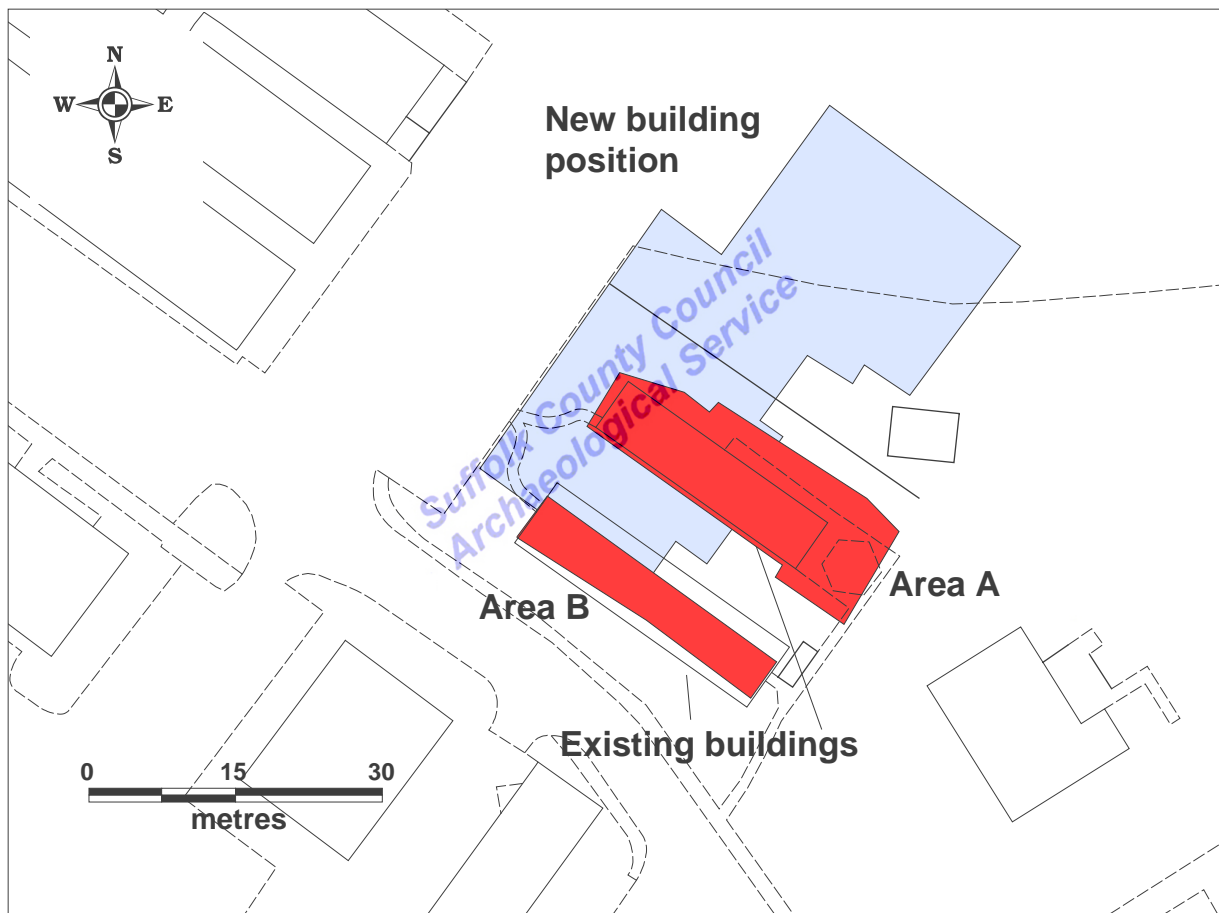 N
W E
S
New building
position
Suffolk County Council
Archaeological Service
Area A
Area B
Existing buildings
0 15 30
metres